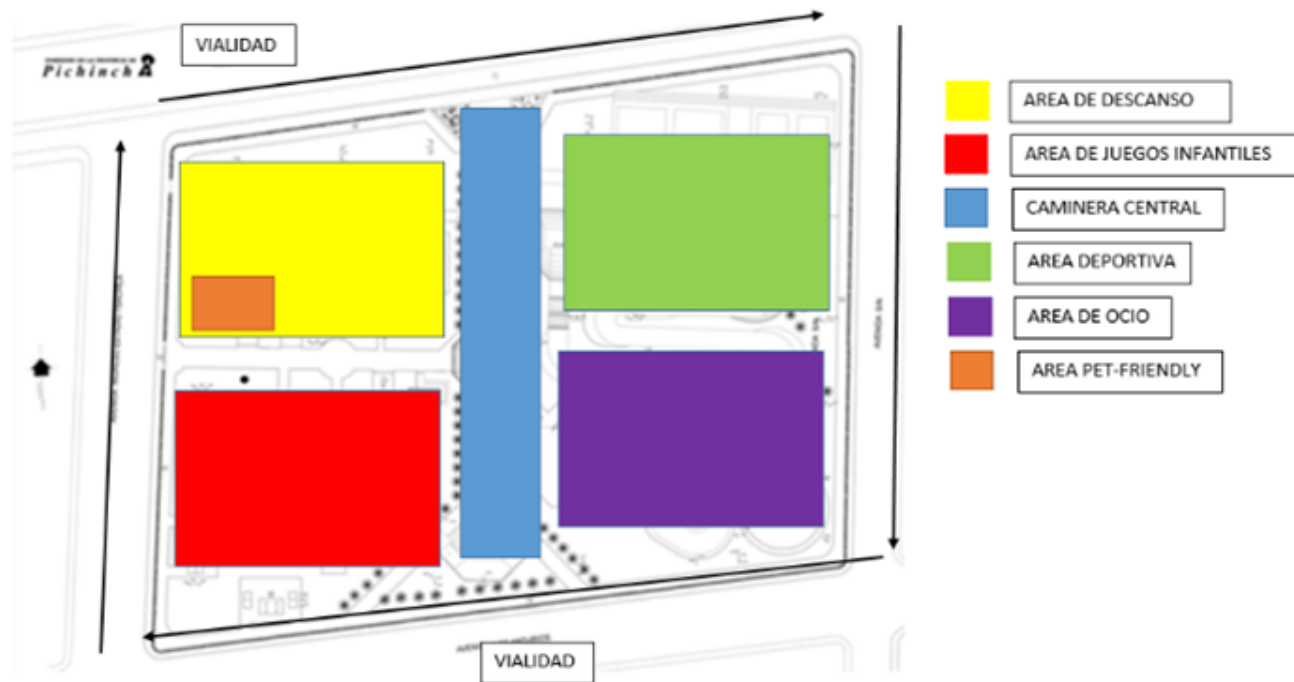 VIALIDAD
Pichincha
AREA DE DESCANSO
AREA DE JUEGOS INFANTILES
CAMINERA CENTRAL
AREA DEPORTIVA
AREA DE OCIO
AREA PET-FRIENDLY
AVENIDA S/N
VIALIDAD